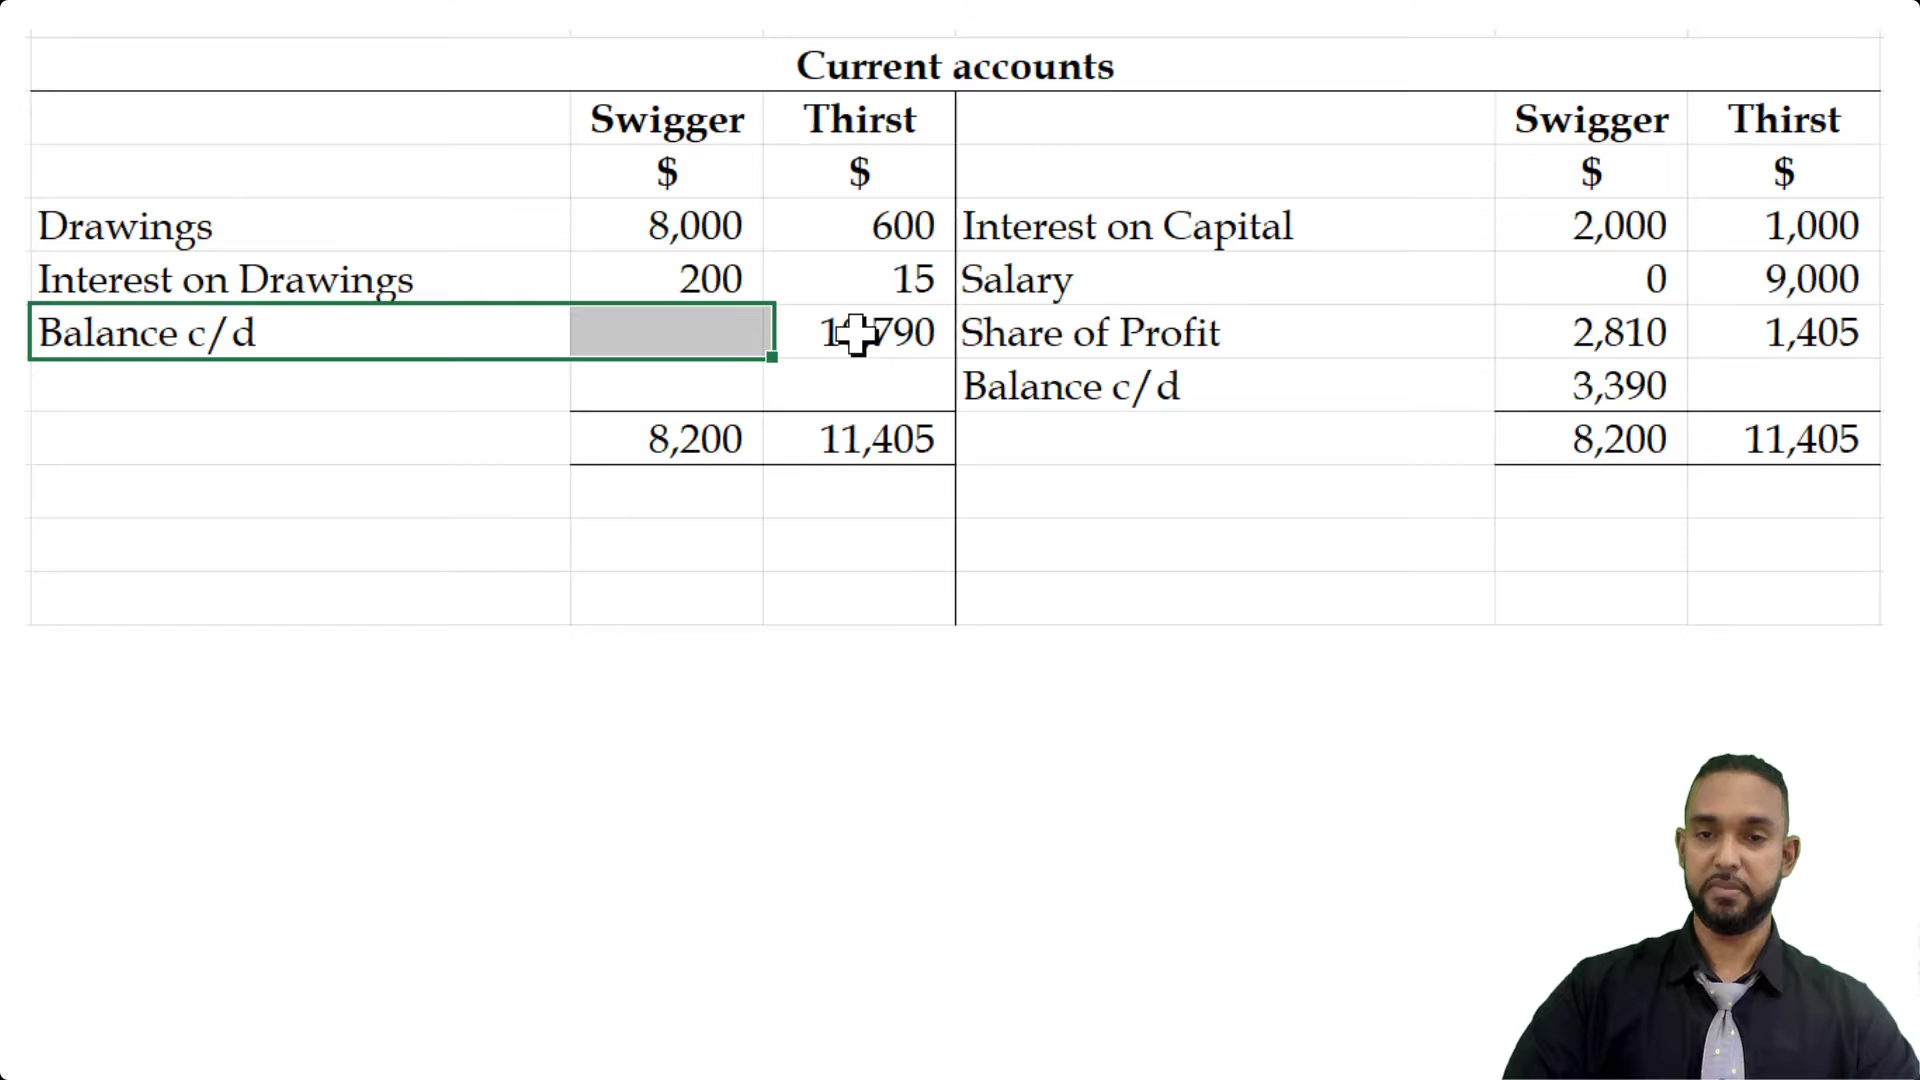 Current accounts
Swigger Thirst Swigger Thirst
$ $ $ $
Drawings 8,000 600 Interest on Capital 2,000 1,000
Interest on Drawings 200 15 Salary 0 9,000
Balance c/d Share of Profit 2,810 1,405
Balance c/d 3,390
8,200 11,405 8,200 11,405